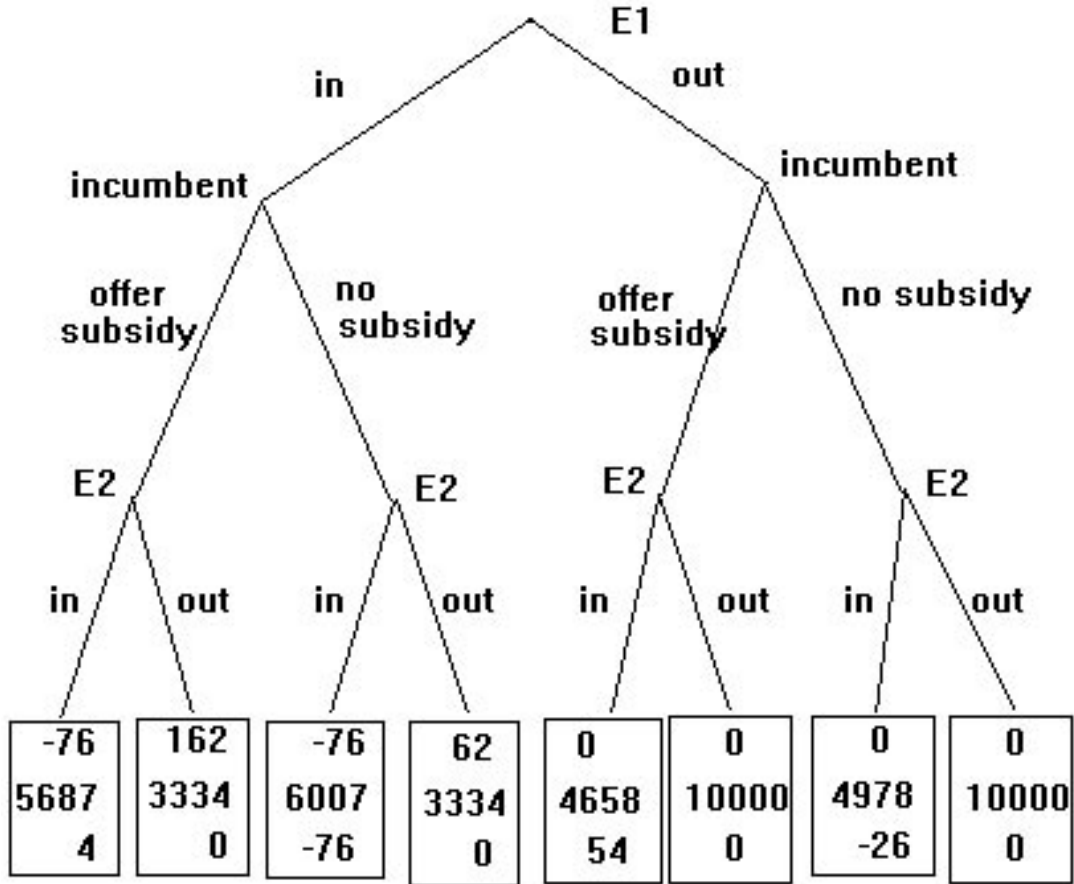 E1
in
out
incumbent
incumbent
offer
subsidy
no
subsidy
offer
subsidy
no subsidy
E2
E2
E2
E2
in
out
in
out
in
out
in
out
-76
5687
4
162
3334
0
-76
6007
-76
62
3334
0
0
4658
54
0
10000
0
0
4978
-26
0
10000
0